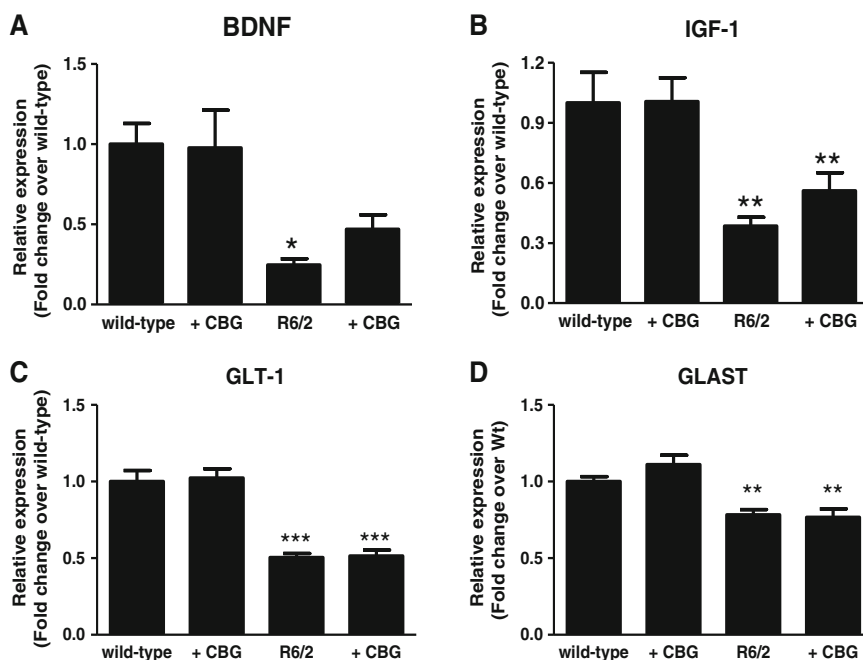 A
BDNF
Relative expression
(Fold change over wild-type)
1.5
1.0
0.5
0.0
*
wild-type + CBG R6/2 + CBG
B
IGF-1
Relative expression
(Fold change over wild-type)
1.2
0.9
0.6
0.3
0.0
**
**
wild-type + CBG R6/2 + CBG
C
GLT-1
Relative expression
(Fold change over wild-type)
1.5
1.0
0.5
0.0
*** ***
wild-type + CBG R6/2 + CBG
D
GLAST
Relative expression
(Fold change over Wt)
1.5
1.0
0.5
0.0
** **
wild-type + CBG R6/2 + CBG